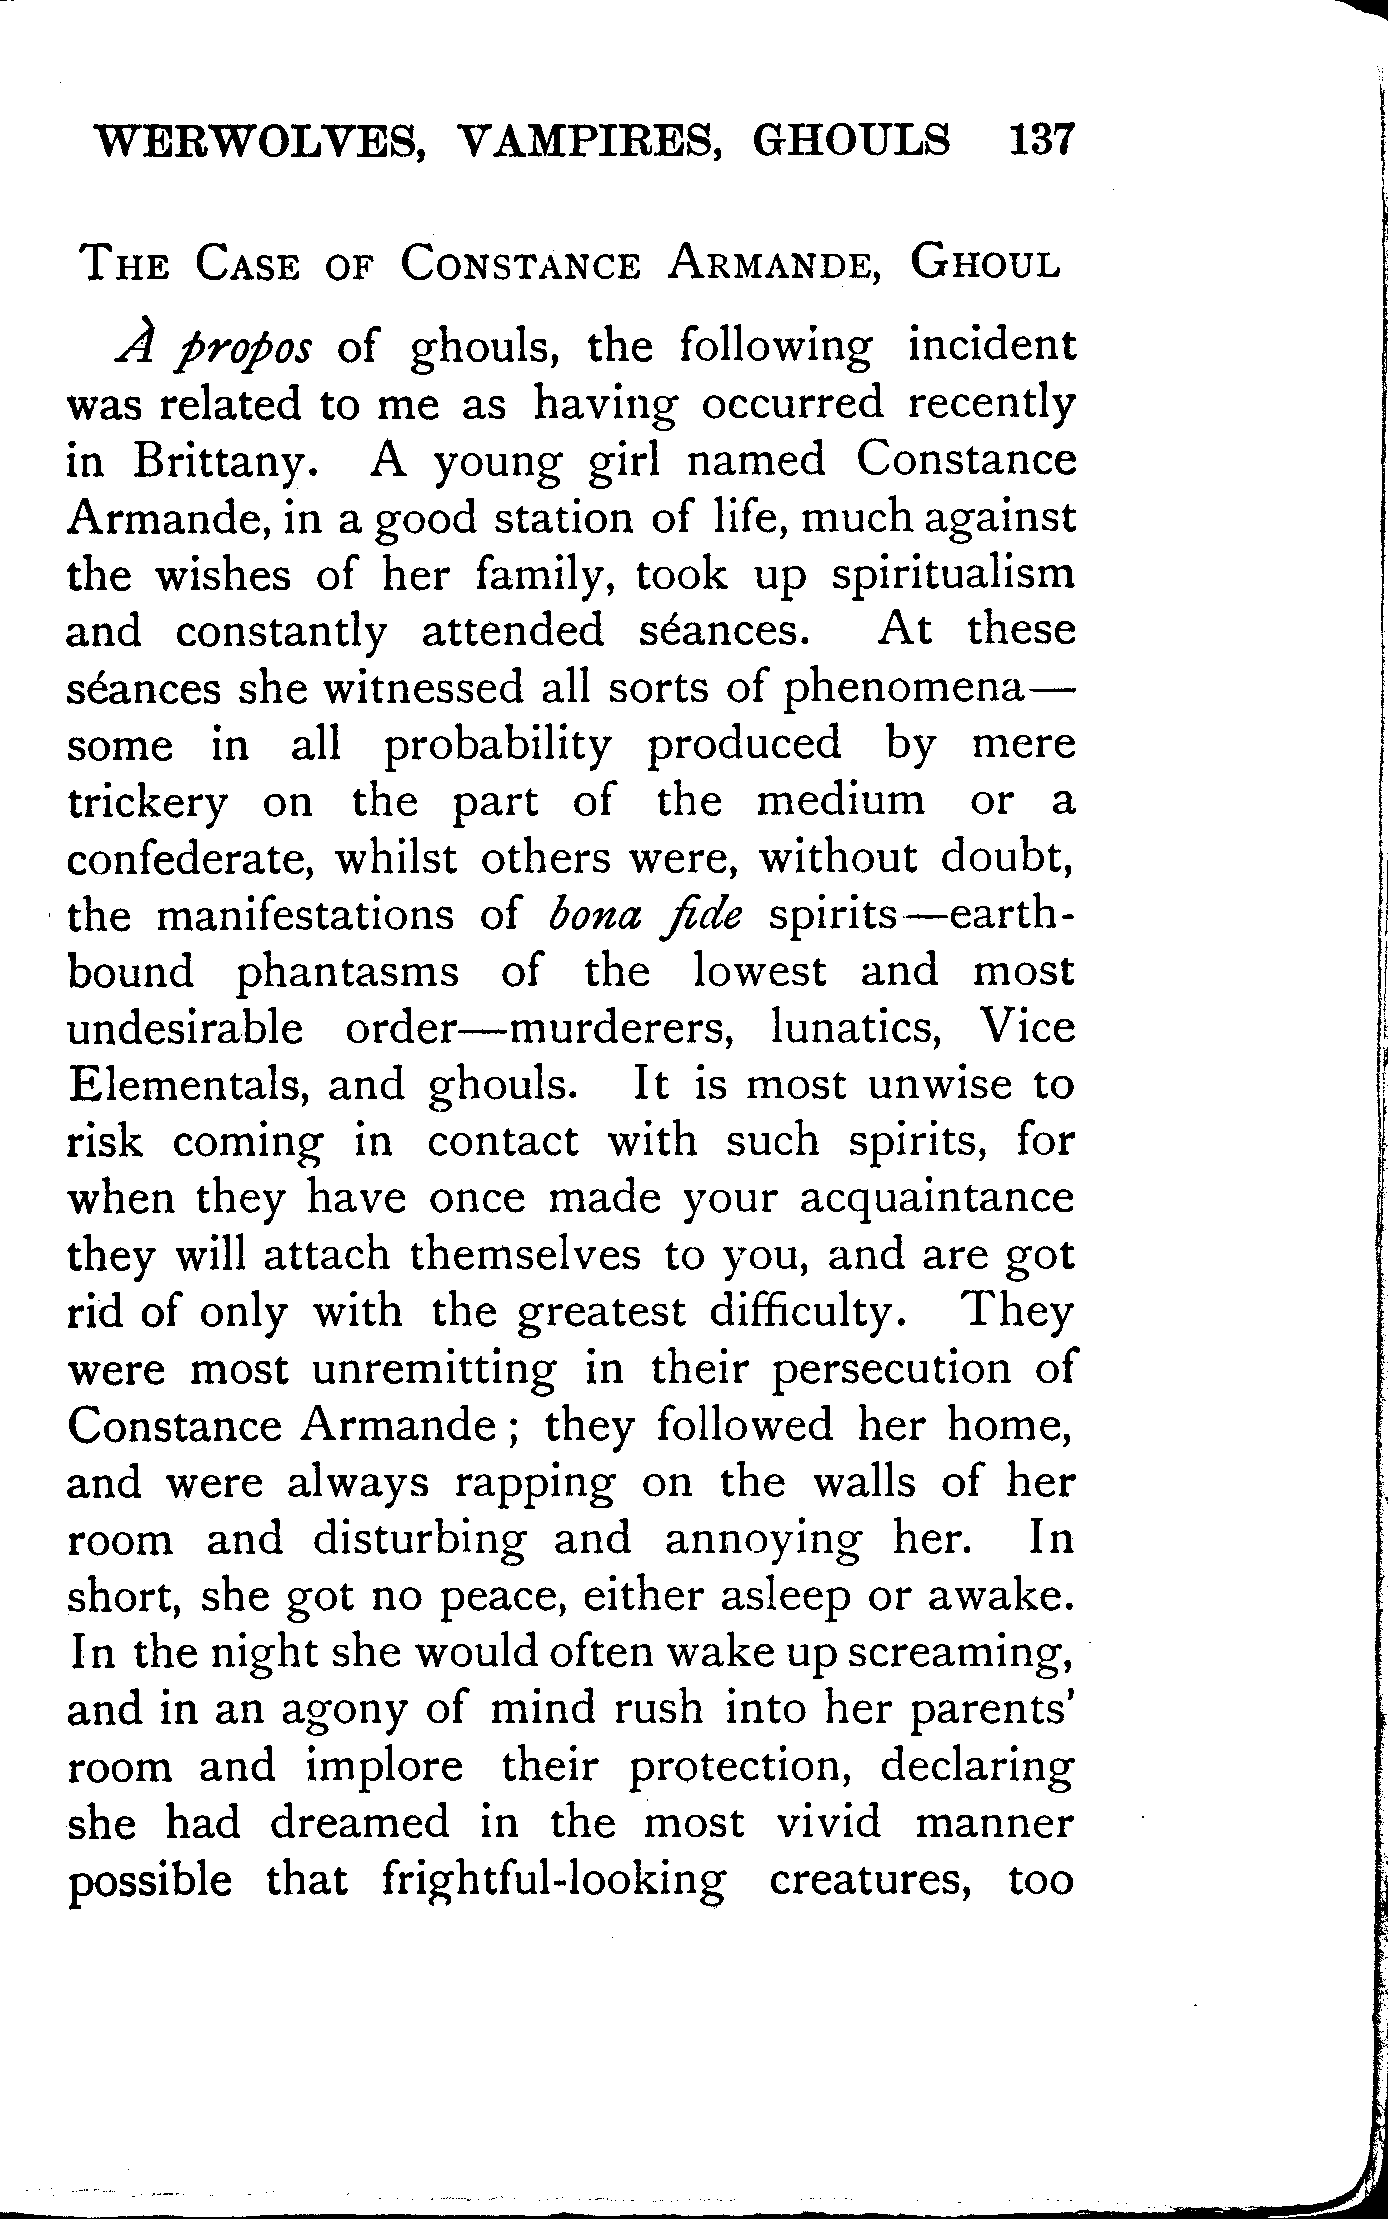 WERWOLVES, VAMPIRES, GHOULS 137
THE CASE OF CONSTANCE ARMANDE, GHOUL
À propos of ghouls, the following incident
was related to me as having occurred recently
in Brittany. A young girl named Constance
Armande, in a good station of life, much against
the wishes of her family, took up spiritualism
and constantly attended séances. At these
séances she witnessed all sorts of phenomena—
some in all probability produced by mere
trickery on the part of the medium or a
confederate, whilst others were, without doubt,
the manifestations of bona fide spirits—earth-
bound phantasms of the lowest and most
undesirable order—murderers, lunatics, Vice
Elementals, and ghouls. It is most unwise to
risk coming in contact with such spirits, for
when they have once made your acquaintance
they will attach themselves to you, and are got
rid of only with the greatest difficulty. They
were most unremitting in their persecution of
Constance Armande; they followed her home,
and were always rapping on the walls of her
room and disturbing and annoying her. In
short, she got no peace, either asleep or awake.
In the night she would often wake up screaming,
and in an agony of mind rush into her parents'
room and implore their protection, declaring
she had dreamed in the most vivid manner
possible that frightful-looking creatures, too